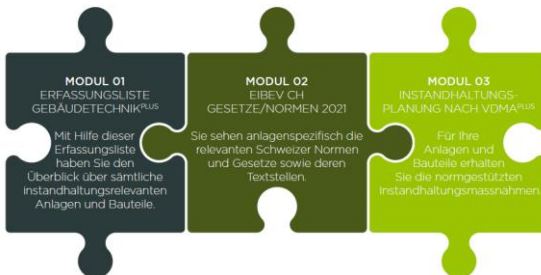 MODUL 01
ERFASSUNGSLISTE
GEBÄUDETECHNIKPLUS
Mit Hilfe dieser
Erfassungsliste
haben Sie den
Überblick über sämtliche
instandhaltungsrelevanten
Anlagen und Bauteile.
MODUL 02
EIBEV CH
GESETZE/NORMEN 2021
Sie sehen anlagenspezifisch die
relevanten Schweizer Normen
und Gesetze sowie deren
Textstellen.
MODUL 03
INSTANDHALTUNGS-
PLANUNG NACH VDMAPLUS
Für Ihre
Anlagen und
Bauteile erhalten
Sie die normgestützten
Instandhaltungsmassnahmen.